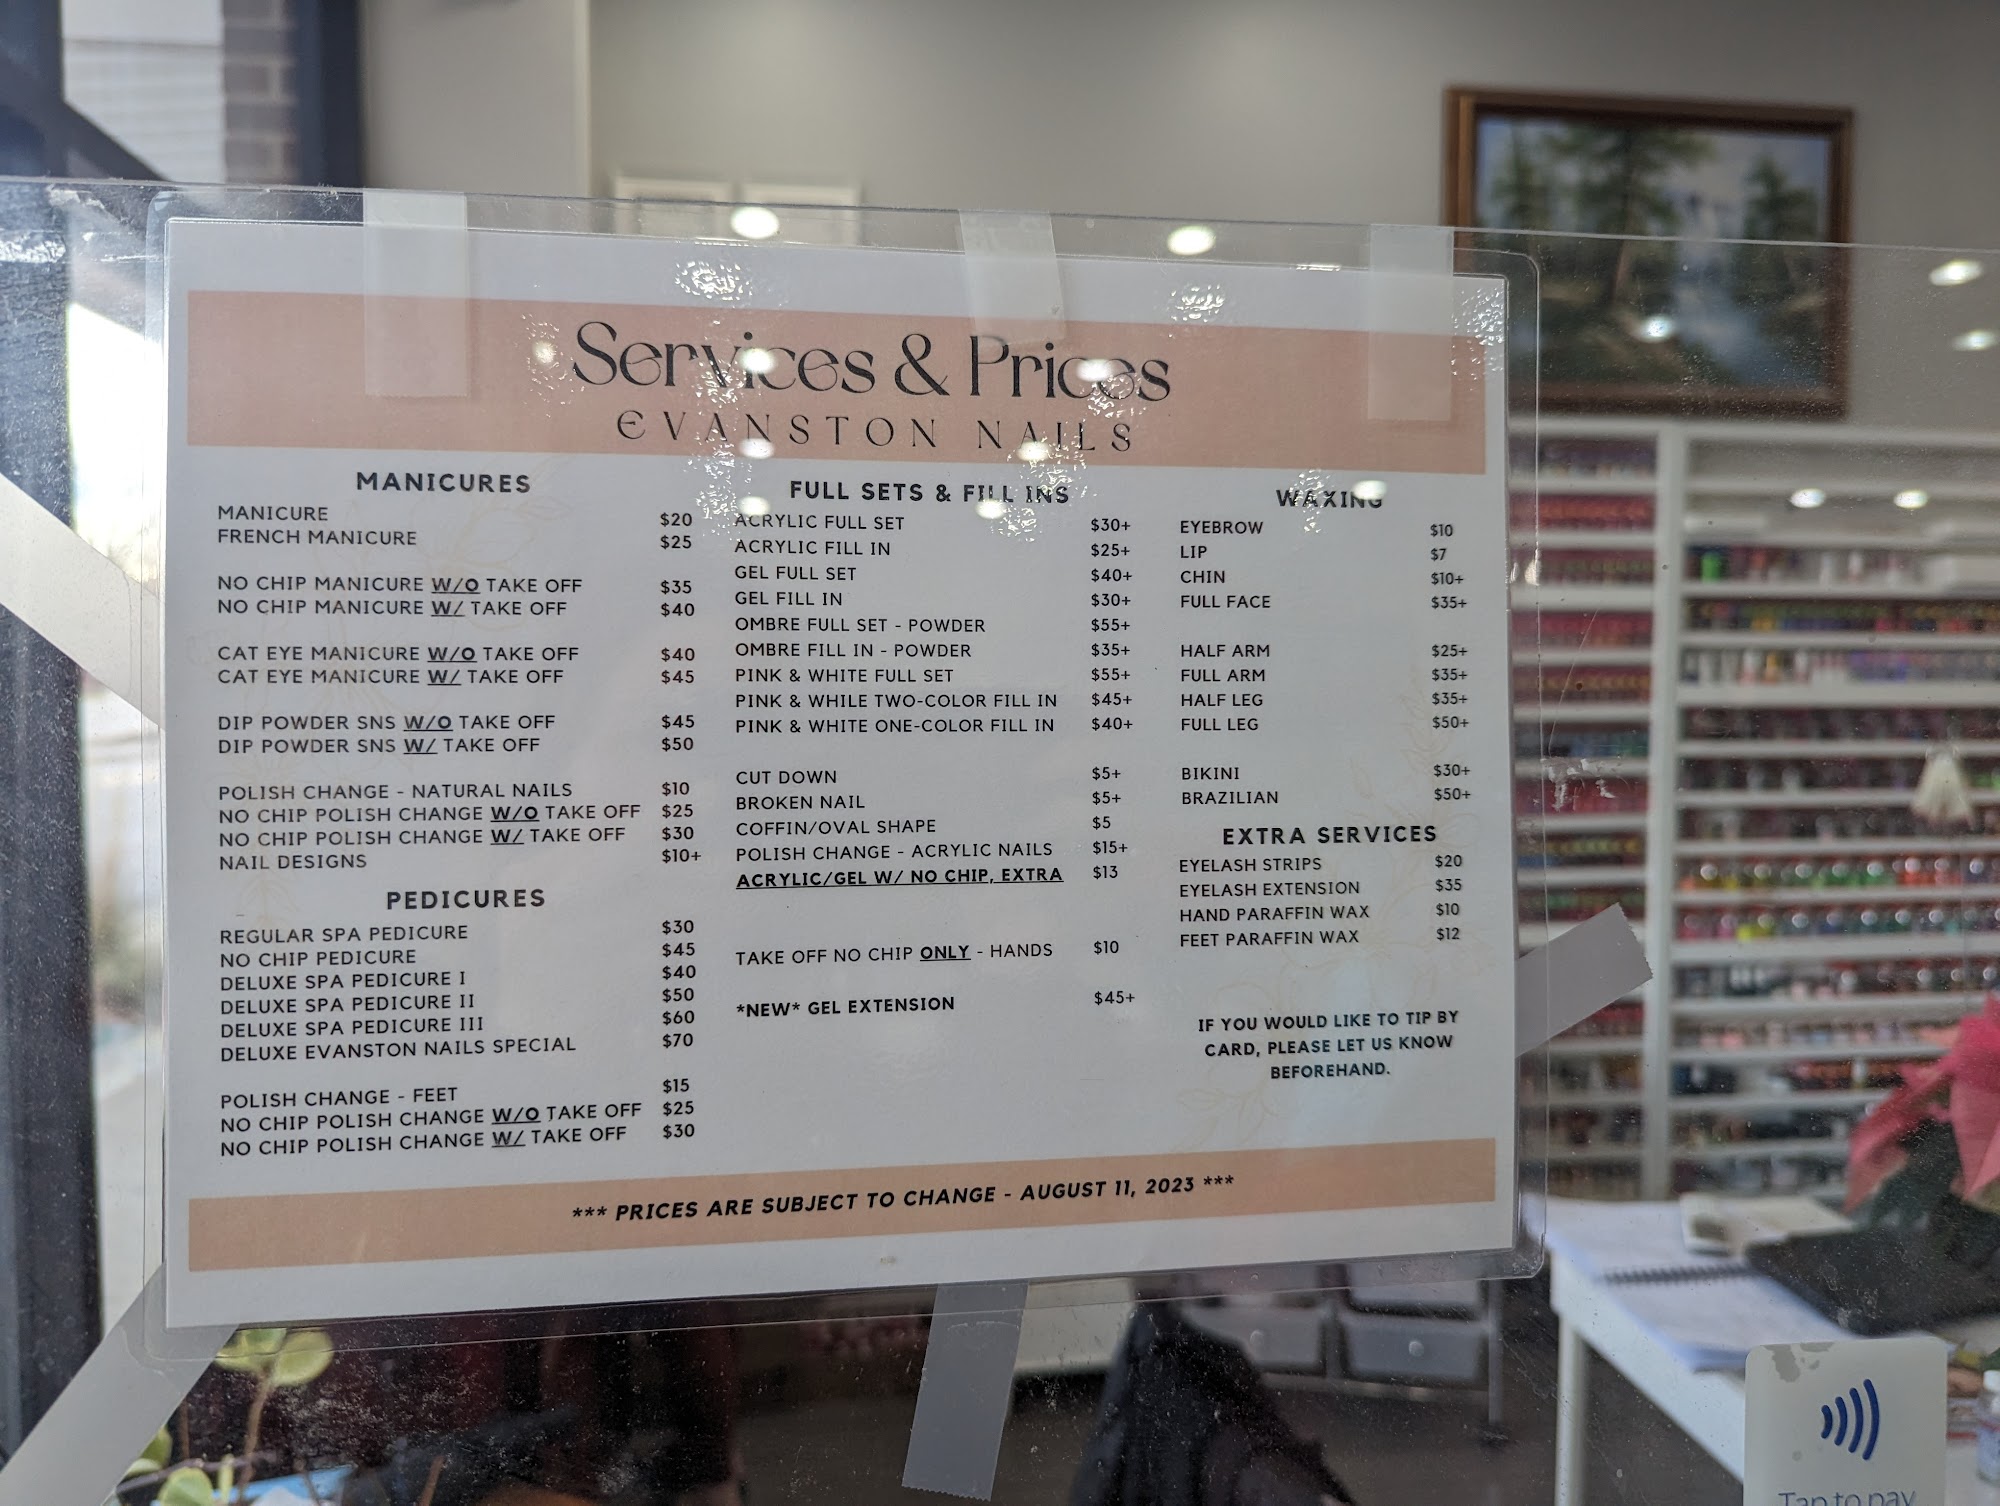 Services & Prices
EVANSTON NAILS
MANICURES
MANICURE $20
FRENCH MANICURE $25
NO CHIP MANICURE W/O TAKE OFF $35
NO CHIP MANICURE W/ TAKE OFF $40
CAT EYE MANICURE W/O TAKE OFF $40
CAT EYE MANICURE W/ TAKE OFF $45
DIP POWDER SNS W/O TAKE OFF $45
DIP POWDER SNS W/ TAKE OFF $50
POLISH CHANGE - NATURAL NAILS $10
NO CHIP POLISH CHANGE W/O TAKE OFF $25
NO CHIP POLISH CHANGE W/ TAKE OFF $30
NAIL DESIGNS $10+
PEDICURES
REGULAR SPA PEDICURE $30
NO CHIP PEDICURE $45
DELUXE SPA PEDICURE I $40
DELUXE SPA PEDICURE II $50
DELUXE SPA PEDICURE III $60
DELUXE EVANSTON NAILS SPECIAL $70
POLISH CHANGE - FEET $15
NO CHIP POLISH CHANGE W/O TAKE OFF $25
NO CHIP POLISH CHANGE W/ TAKE OFF $30
FULL SETS & FILL INS
ACRYLIC FULL SET $30+
ACRYLIC FILL IN $25+
GEL FULL SET $40+
GEL FILL IN $30+
OMBRE FULL SET - POWDER $55+
OMBRE FILL IN - POWDER $35+
PINK & WHITE FULL SET $55+
PINK & WHILE TWO-COLOR FILL IN $45+
PINK & WHITE ONE-COLOR FILL IN $40+
CUT DOWN $5+
BROKEN NAIL $5+
COFFIN/OVAL SHAPE $5
POLISH CHANGE - ACRYLIC NAILS $15+
ACRYLIC/GEL W/ NO CHIP, EXTRA $13
TAKE OFF NO CHIP ONLY - HANDS $10
*NEW* GEL EXTENSION $45+
WAXING
EYEBROW $10
LIP $7
CHIN $10+
FULL FACE $35+
HALF ARM $25+
FULL ARM $35+
HALF LEG $35+
FULL LEG $50+
BIKINI $30+
BRAZILIAN $50+
EXTRA SERVICES
EYELASH STRIPS $20
EYELASH EXTENSION $35
HAND PARAFFIN WAX $10
FEET PARAFFIN WAX $12
IF YOU WOULD LIKE TO TIP BY
CARD, PLEASE LET US KNOW
BEFOREHAND.
*** PRICES ARE SUBJECT TO CHANGE - AUGUST 11, 2023 ***
Tap to pay